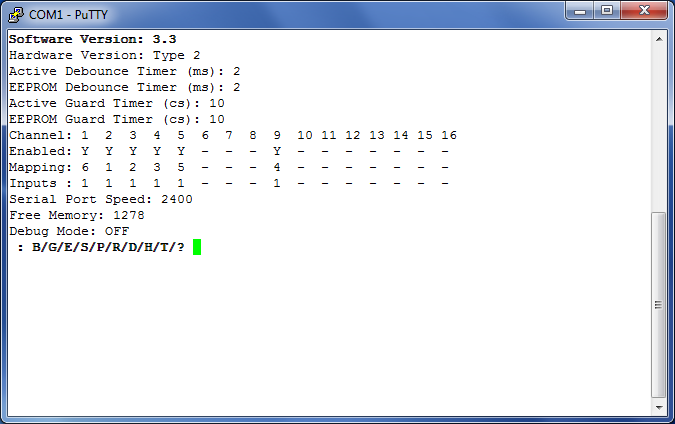 COM1 - PuTTY
Software Version: 3.3
Hardware Version: Type 2
Active Debounce Timer (ms): 2
EEPROM Debounce Timer (ms): 2
Active Guard Timer (cs): 10
EEPROM Guard Timer (cs): 10
Channel: 1  2  3  4  5  6  7  8  9  10 11 12 13 14 15 16
Enabled: Y  Y  Y  Y  Y  -  -  -  Y  -  -  -  -  -  -  -
Mapping: 6  1  2  3  5  -  -  -  4  -  -  -  -  -  -  -
Inputs : 1  1  1  1  1  -  -  -  1  -  -  -  -  -  -  -
Serial Port Speed: 2400
Free Memory: 1278
Debug Mode: OFF
: B/G/E/S/P/R/D/H/T/?